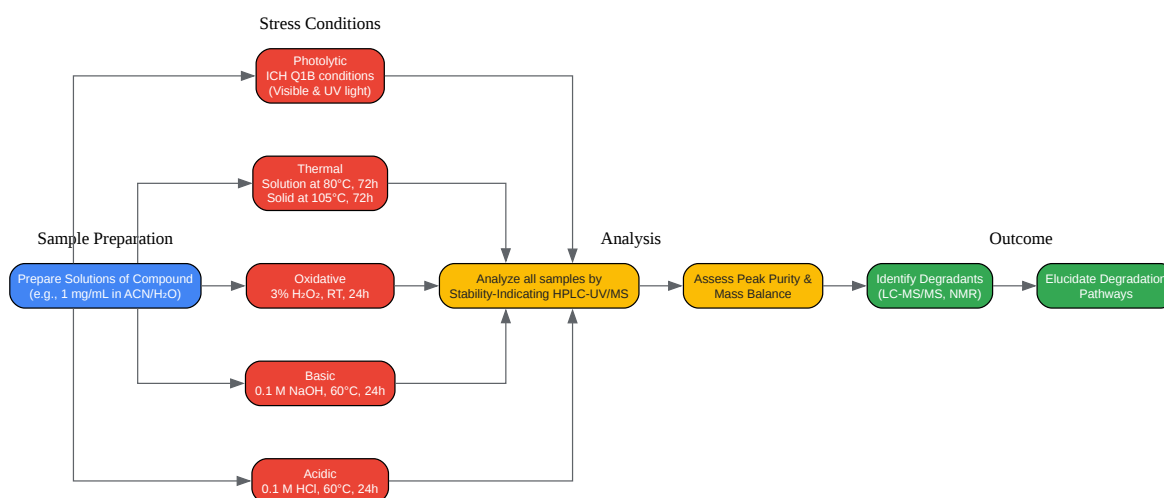 Stress Conditions
Photolytic
ICH Q1B conditions
(Visible & UV light)
Thermal
Solution at 80°C, 72h
Solid at 105°C, 72h
Sample Preparation
Analysis
Outcome
Prepare Solutions of Compound
(e.g., 1 mg/mL in ACN/H₂O)
Oxidative
3% H₂O₂, RT, 24h
Analyze all samples by
Stability-Indicating HPLC-UV/MS
Assess Peak Purity &
Mass Balance
Identify Degradants
(LC-MS/MS, NMR)
Elucidate Degradation
Pathways
Basic
0.1 M NaOH, 60°C, 24h
Acidic
0.1 M HCl, 60°C, 24h